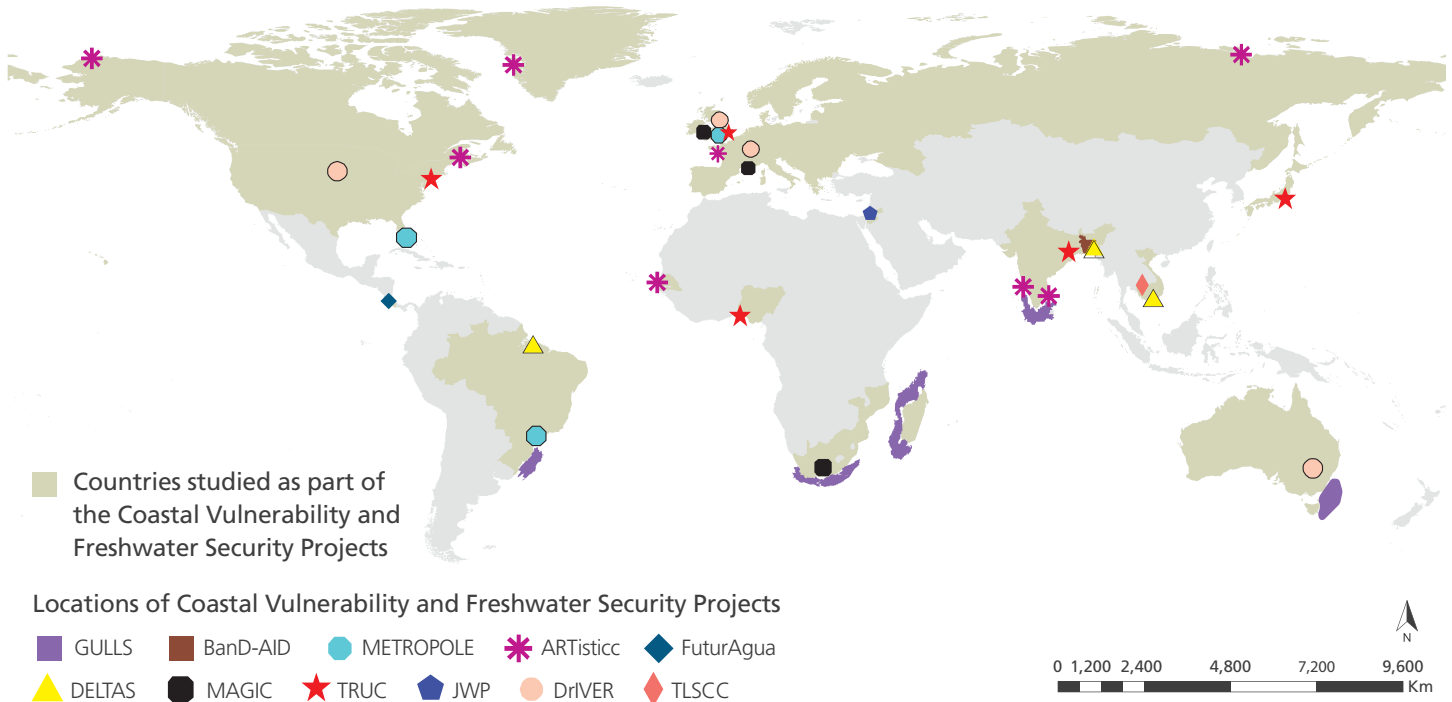 Countries studied as part of
the Coastal Vulnerability and
Freshwater Security Projects
Locations of Coastal Vulnerability and Freshwater Security Projects
GULLS BanD-AID METROPOLE ARTisticc FuturAgua
DELTAS MAGIC TRUC JWP DrIVER TLSCC
N
0 1,200 2,400 4,800 7,200 9,600
Km